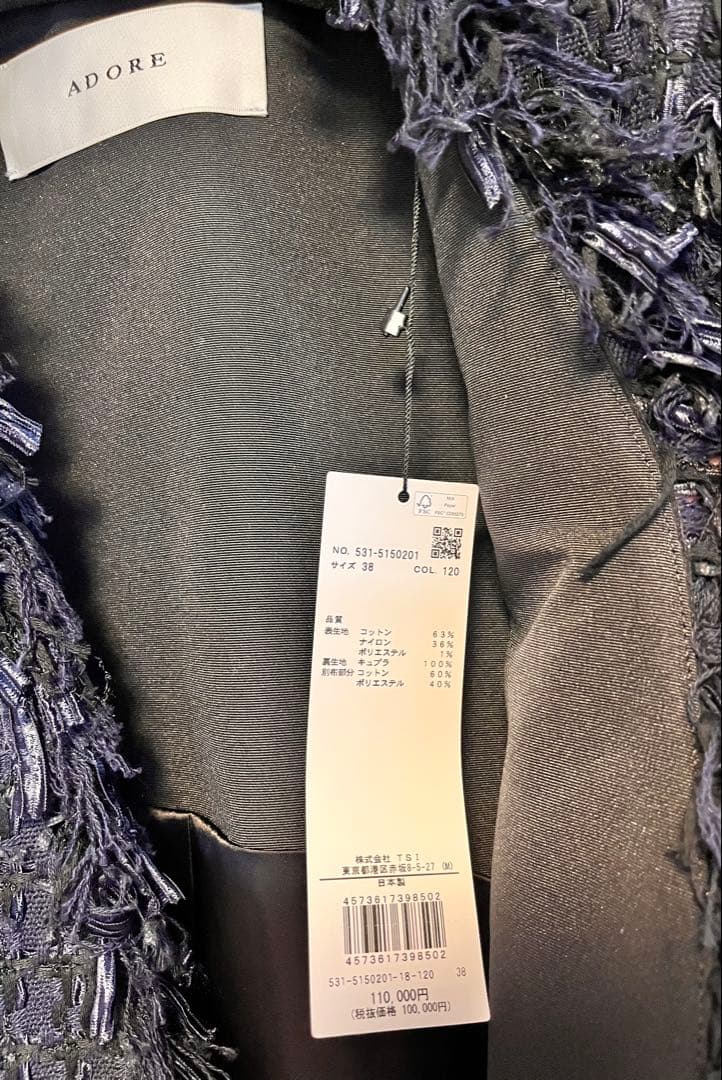 ADORE
FSC
MIX
Paper
NO. 531-5150201
サイズ 38 COL. 120
品質
表生地 コットン 63%
ナイロン 36%
ポリエステル 1%
裏生地 キュプラ 100%
別布部分 コットン 60%
ポリエステル 40%
株式会社 TSI
東京都港区赤坂8-5-27 (M)
日本製
4573617398502
4573617398502
531-5150201-18-120 38
110,000円
(税抜価格 100,000円)